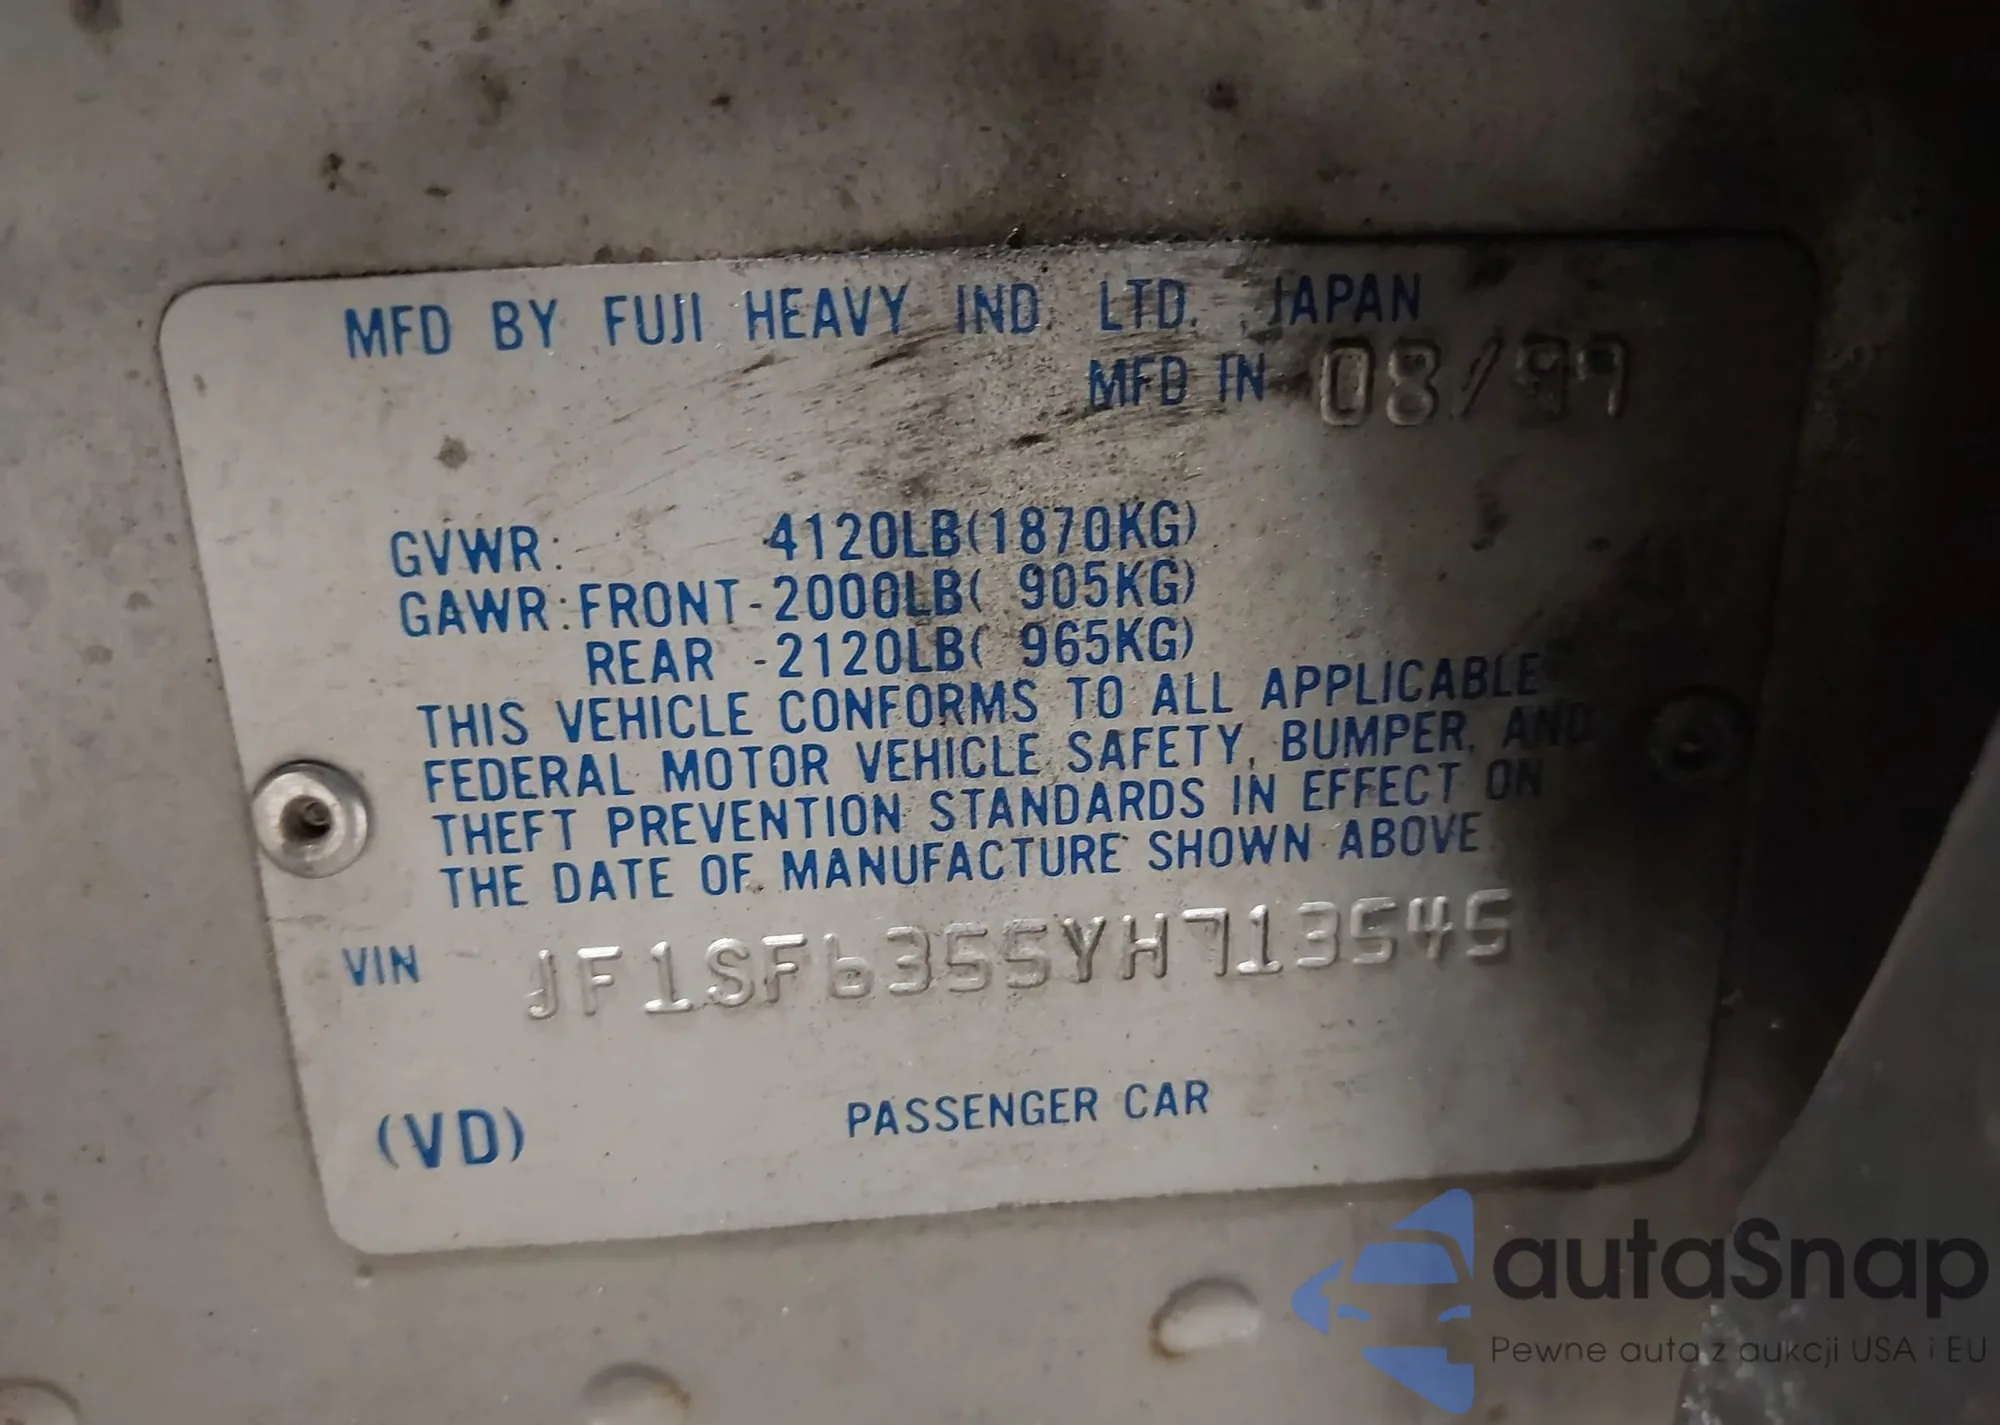 MFD BY FUJI HEAVY IND. LTD. JAPAN
MFD IN 08/97
GVWR: 4120LB(1870KG)
GAWR:FRONT-2000LB( 905KG)
REAR -2120LB( 965KG)
THIS VEHICLE CONFORMS TO ALL APPLICABLE
FEDERAL MOTOR VEHICLE SAFETY, BUMPER, AND
THEFT PREVENTION STANDARDS IN EFFECT ON
THE DATE OF MANUFACTURE SHOWN ABOVE
VIN JF1SF6355YH713545
(VD) PASSENGER CAR
autaSnap
Pewne auta z aukcji USA i EU